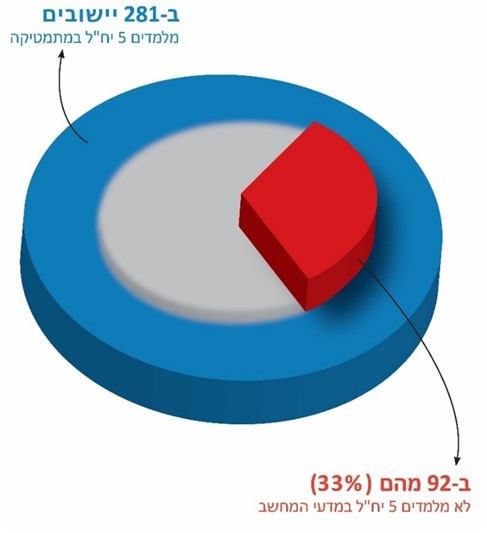 ב-281 יישובים
מלמדים 5 יח"ל במתמטיקה
ב-92 מהם (33%)
לא מלמדים 5 יח"ל במדעי המחשב